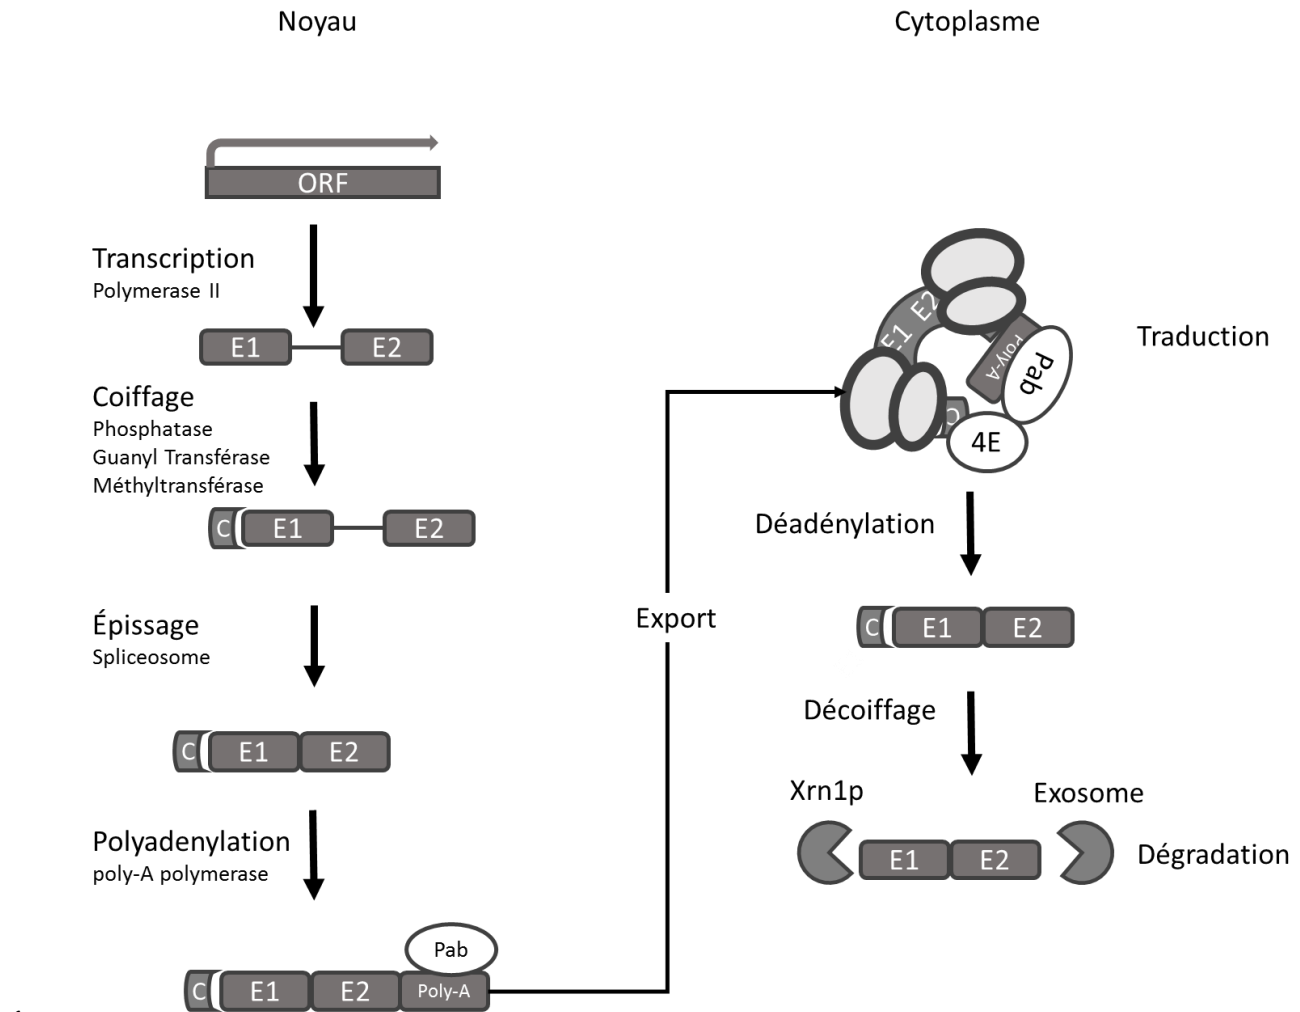 Noyau
Cytoplasme
ORF
Transcription
Polymerase II
E1 E2
Coiffage
Phosphatase
Guanyl Transférase
Méthyltransférase
C E1 E2
Épissage
Spliceosome
C E1 E2
Polyadenylation
poly-A polymerase
Pab
C E1 E2 Poly-A
Export
E1 E2
Poly-A
Pab
C
4E
Traduction
Déadénylation
C E1 E2
Décoiffage
Xrn1p
Exosome
E1 E2
Dégradation